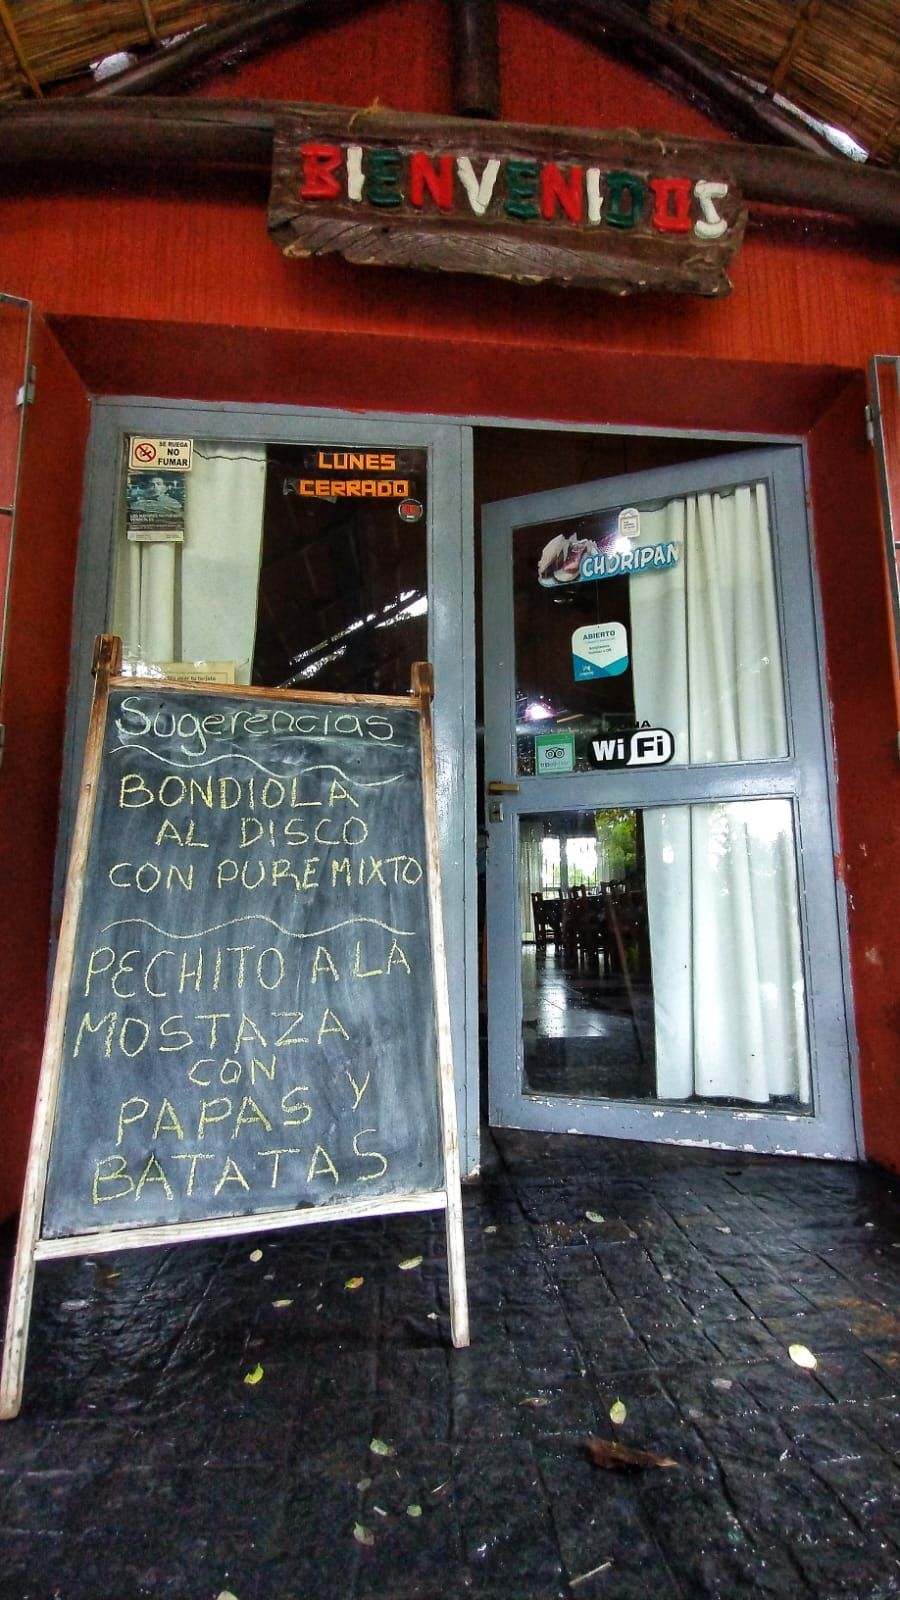 BIENVENIDOS
SE RUEGA
NO
FUMAR
LUNES
CERRADO
CHORIPAN
ABIERTO
WiFi
Sugerencias
BONDIOLA
AL DISCO
CON PURE MIXTO
PECHITO A LA
MOSTAZA
CON
PAPAS Y
BATATAS